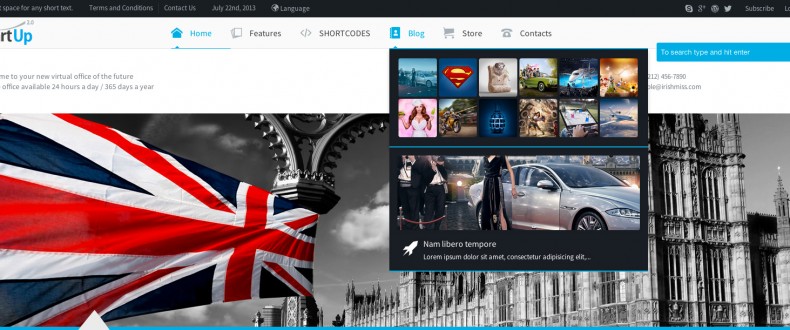 space for any short text.
Terms and Conditions
Contact Us
July 22nd, 2013
Language
Subscribe
rtUp
2.0
Home
Features
SHORTCODES
Blog
Store
Contacts
To search type and hit enter
me to your new virtual office of the future
office available 24 hours a day / 365 days a year
212) 456-7890
ple@irishmiss.com
Nam libero tempore
Lorem ipsum dolor sit amet, consectetur adipisicing elit,...